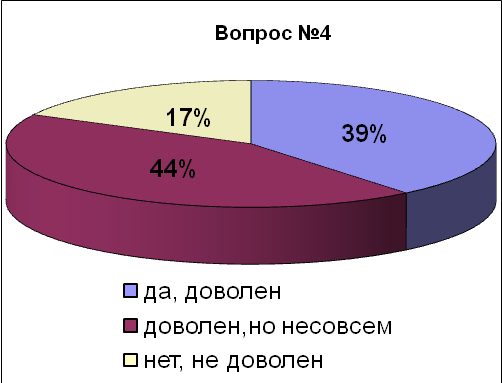 Вопрос №4
17%
39%
44%
да, доволен
доволен,но несовсем
нет, не доволен